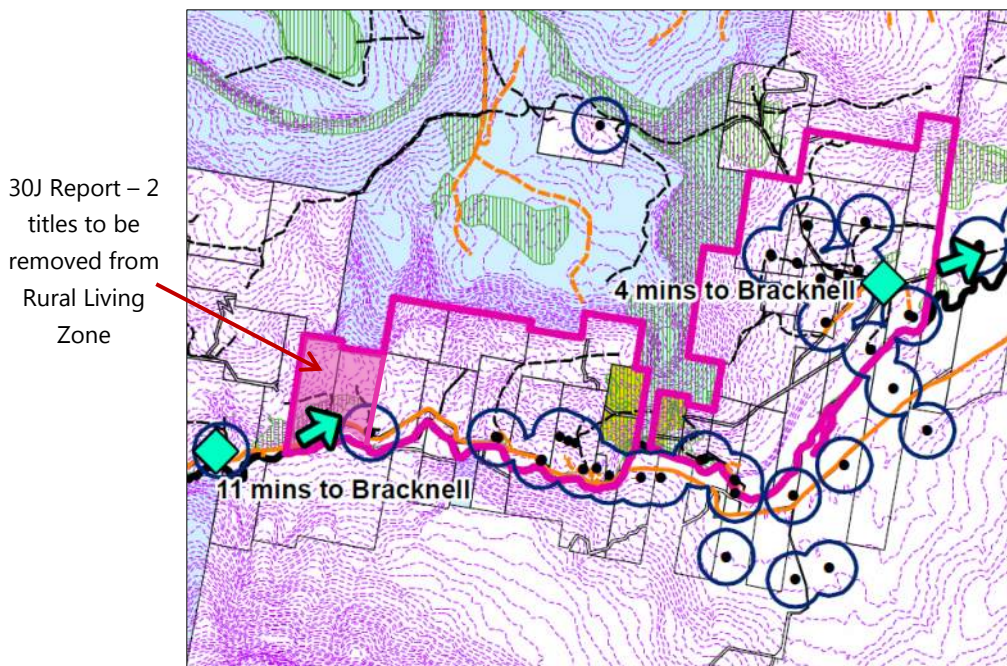 30J Report – 2
titles to be
removed from
Rural Living
Zone
4 mins to Bracknell
11 mins to Bracknell